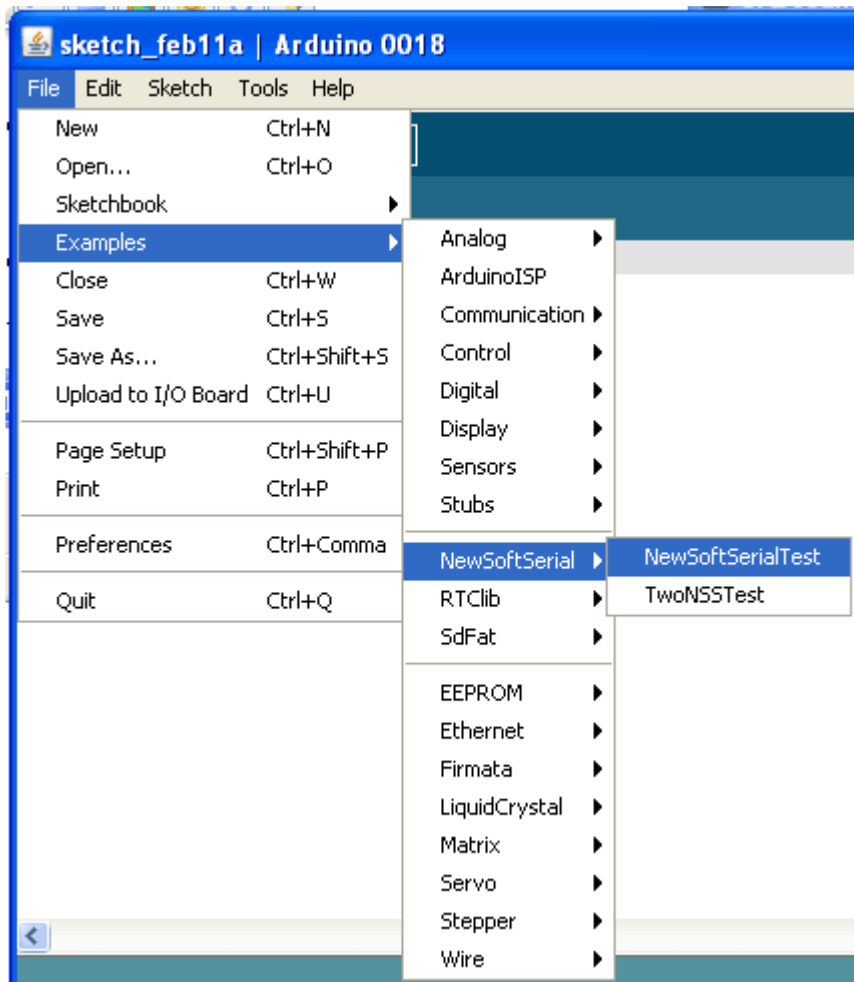 sketch_feb11a | Arduino 0018
File Edit Sketch Tools Help
New Ctrl+N
Open... Ctrl+O
Sketchbook
Examples
Close Ctrl+W
Save Ctrl+S
Save As... Ctrl+Shift+S
Upload to I/O Board Ctrl+U
Page Setup Ctrl+Shift+P
Print Ctrl+P
Preferences Ctrl+Comma
Quit Ctrl+Q
Analog
ArduinoISP
Communication
Control
Digital
Display
Sensors
Stubs
NewSoftSerial
RTClib
SdFat
EEPROM
Ethernet
Firmata
LiquidCrystal
Matrix
Servo
Stepper
Wire
NewSoftSerialTest
TwoNSSTest